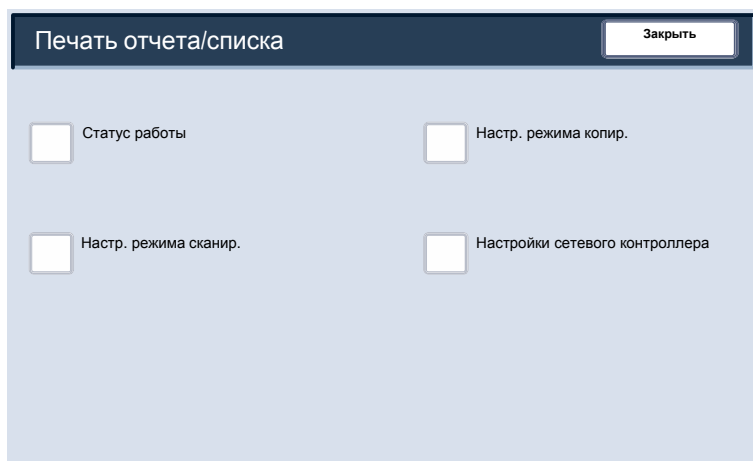 Печать отчета/списка
Закрыть
Статус работы
Настр. режима копир.
Настр. режима сканир.
Настройки сетевого контроллера